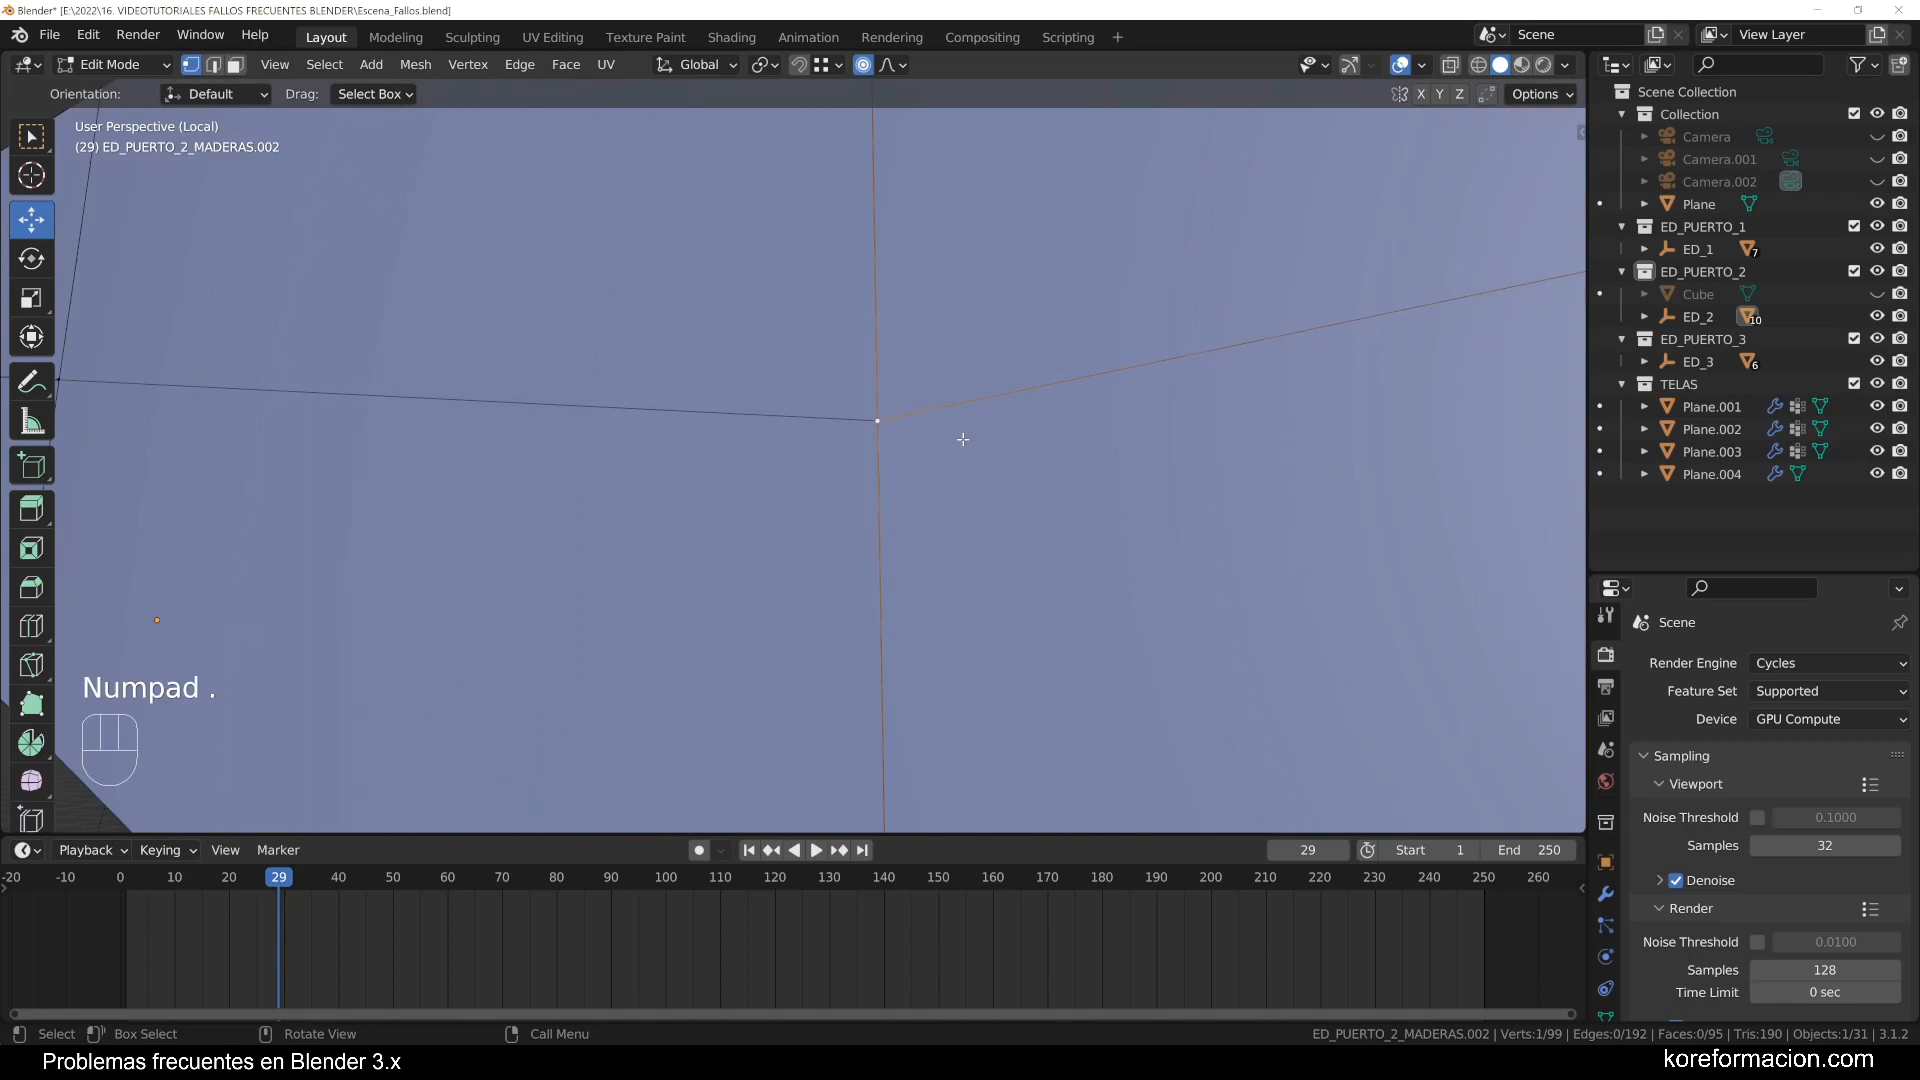 Blender* [E:\2022\16. VIDEOTUTORIALES FALLOS FRECUENTES BLENDER\Escena_Fallos.blend]
File Edit Render Window Help Layout Modeling Sculpting UV Editing Texture Paint Shading Animation Rendering Compositing Scripting + Scene View Layer
Edit Mode View Select Add Mesh Vertex Edge Face UV Global
Orientation: Default Drag: Select Box X Y Z Options
User Perspective (Local)
(29) ED_PUERTO_2_MADERAS.002
Numpad .
Scene Collection
Collection
Camera
Camera.001
Camera.002
Plane
ED_PUERTO_1
ED_1 7
ED_PUERTO_2
Cube
ED_2 10
ED_PUERTO_3
ED_3 6
TELAS
Plane.001
Plane.002
Plane.003
Plane.004
Scene
Render Engine Cycles
Feature Set Supported
Device GPU Compute
Sampling
Viewport
Noise Threshold 0.1000
Samples 32
Denoise
Render
Noise Threshold 0.0100
Samples 128
Time Limit 0 sec
Playback Keying View Marker 29 Start 1 End 250
-20 -10 0 10 20 29 40 50 60 70 80 90 100 110 120 130 140 150 160 170 180 190 200 210 220 230 240 250 260
Select Box Select Rotate View Call Menu ED_PUERTO_2_MADERAS.002 | Verts:1/99 | Edges:0/192 | Faces:0/95 | Tris:190 | Objects:1/31 | 3.1.2
Problemas frecuentes en Blender 3.x
koreformacion.com